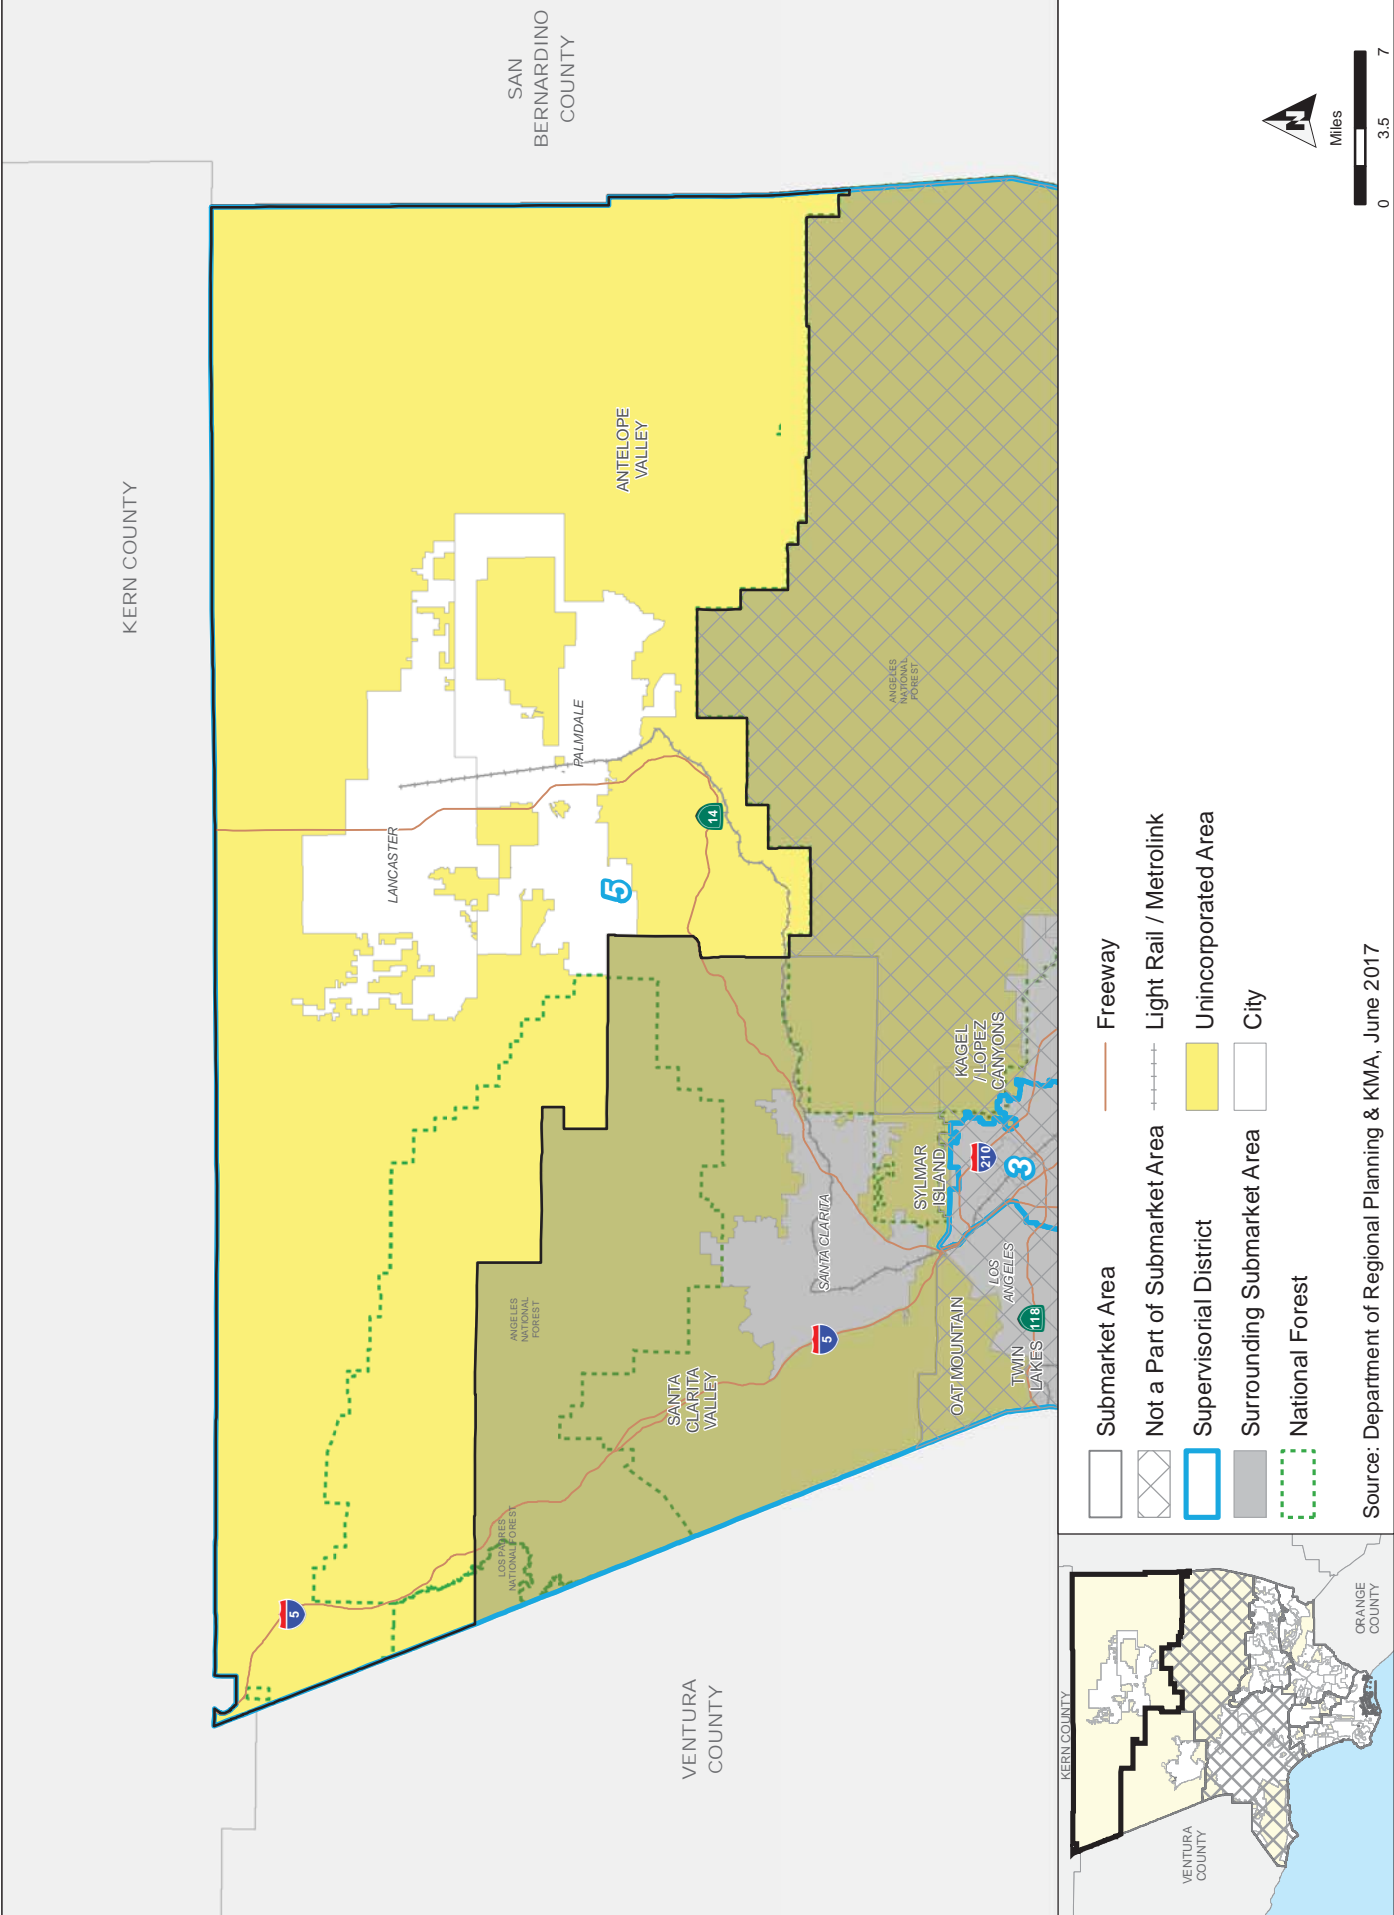 KERN COUNTY
SAN
BERNARDINO
COUNTY
VENTURA
COUNTY
LANCASTER
PALMDALE
ANTELOPE
VALLEY
5
14
5
ANGELES
NATIONAL
FOREST
LOS PADRES
NATIONAL FOREST
SANTA
CLARITA
VALLEY
SANTA CLARITA
5
ANGELES
NATIONAL
FOREST
SYLMAR
ISLAND
KAGEL
/ LOPEZ
CANYONS
210
3
OAT MOUNTAIN
LOS
ANGELES
TWIN
LAKES
118
KERN COUNTY
VENTURA
COUNTY
ORANGE
COUNTY
Submarket Area
Not a Part of Submarket Area
Supervisorial District
Surrounding Submarket Area
National Forest
Freeway
Light Rail / Metrolink
Unincorporated Area
City
Source: Department of Regional Planning & KMA, June 2017
N
Miles
0 3.5 7